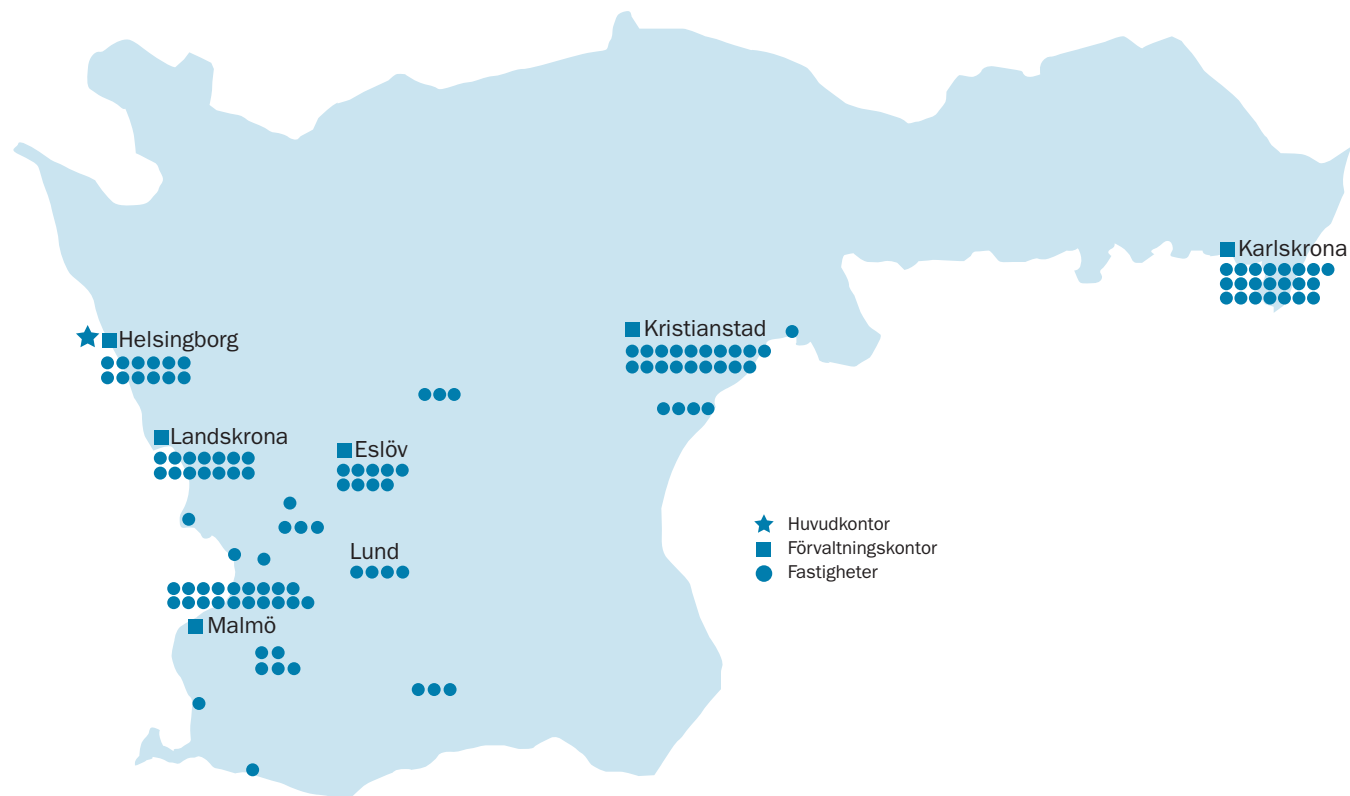 Karlskrona
Kristianstad
Helsingborg
Landskrona
Eslöv
Lund
Malmö
Huvudkontor
Förvaltningskontor
Fastigheter